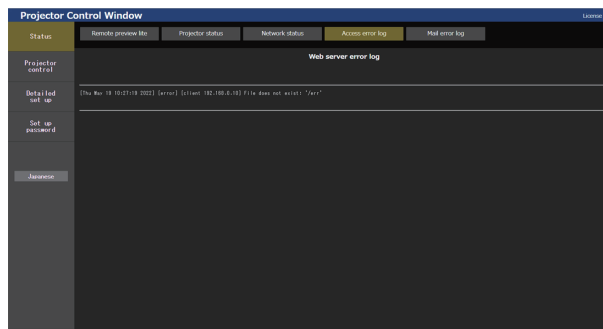 Projector Control Window
License
Status
Remote preview lite
Projector status
Network status
Access error log
Mail error log
Web server error log
Projector
control
Detailed
set up
[Thu Mar 19 10:27:19 2022] [error] [client 192.168.0.10] File does not exist: '/err'
Set up
password
Japanese